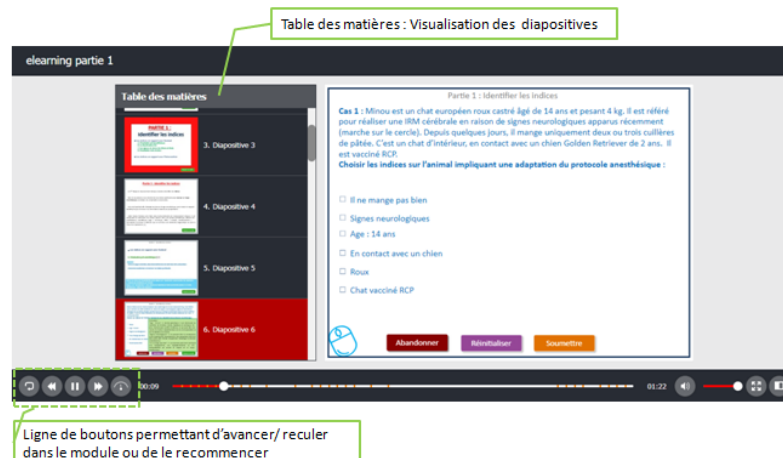 Table des matières : Visualisation des diapositives
elearning partie 1
Table des matières
PARTIE 1 :
Identifier les indices
3. Diapositive 3
4. Diapositive 4
5. Diapositive 5
6. Diapositive 6
Partie 1 : Identifier les indices
Cas 1 : Minou est un chat européen roux castré âgé de 14 ans et pesant 4 kg. Il est référé
pour réaliser une IRM cérébrale en raison de signes neurologiques apparus récemment
(marche sur le cercle). Depuis quelques jours, il mange uniquement deux ou trois cuillères
de pâtée. C'est un chat d'intérieur, en contact avec un chien Golden Retriever de 2 ans. Il
est vacciné RCP.
Choisir les indices sur l'animal impliquant une adaptation du protocole anesthésique :
Il ne mange pas bien
Signes neurologiques
Age : 14 ans
En contact avec un chien
Roux
Chat vacciné RCP
Abandonner
Réinitialiser
Soumettre
00:09
01:22
Ligne de boutons permettant d'avancer/ reculer
dans le module ou de le recommencer